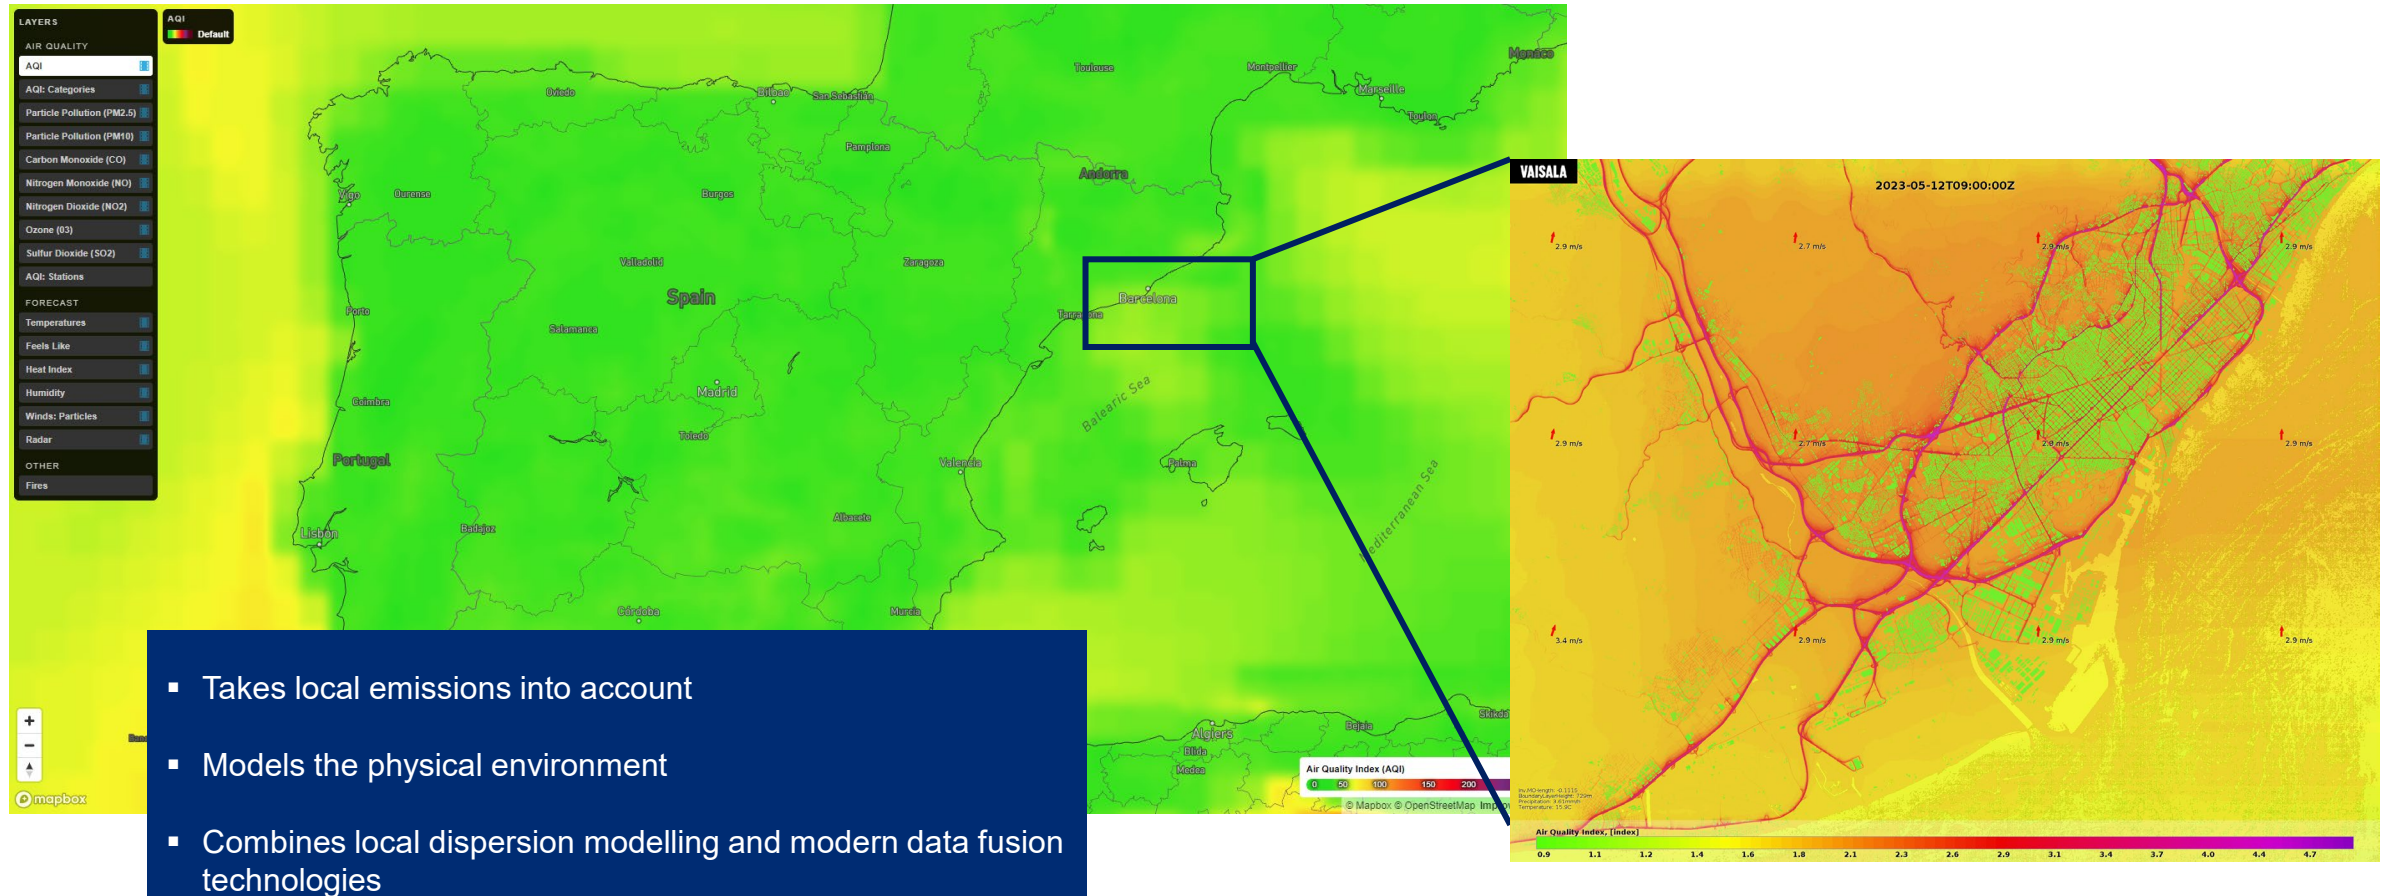 LAYERS
AIR QUALITY
AQI
AQI: Categories
Particle Pollution (PM2.5)
Particle Pollution (PM10)
Carbon Monoxide (CO)
Nitrogen Monoxide (NO)
Nitrogen Dioxide (NO2)
Ozone (03)
Sulfur Dioxide (SO2)
AQI: Stations
FORECAST
Temperatures
Feels Like
Heat Index
Humidity
Winds: Particles
Radar
OTHER
Fires
AQI
Default
Monaco
Toulouse
Montpellier
Marseille
Toulon
Oviedo
Bilbao
San Sebastián
Pamplona
Andorra
Vigo
Ourense
Burgos
Valladolid
Zaragoza
Spain
Barcelona
Tarragona
Porto
Salamanca
Madrid
Balearic Sea
Coimbra
Toledo
Portugal
Valencia
Palma
Mediterranean Sea
Lisbon
Badajoz
Albacete
Córdoba
Murcia
Algiers
Blida
Medea
Bejaia
Skikda
+
−
mapbox
Air Quality Index (AQI)
0 50 100 150 200
© Mapbox © OpenStreetMap Impro
▪ Takes local emissions into account
▪ Models the physical environment
▪ Combines local dispersion modelling and modern data fusion
technologies
VAISALA
2023-05-12T09:00:00Z
2.9 m/s 2.7 m/s 2.9 m/s 2.9 m/s
2.9 m/s 2.7 m/s 2.9 m/s 2.9 m/s
3.4 m/s 2.9 m/s 2.9 m/s 2.9 m/s
Temperature: 15.9C
Air Quality Index, [index]
0.9 1.1 1.2 1.4 1.6 1.8 2.1 2.3 2.6 2.9 3.1 3.4 3.7 4.0 4.4 4.7